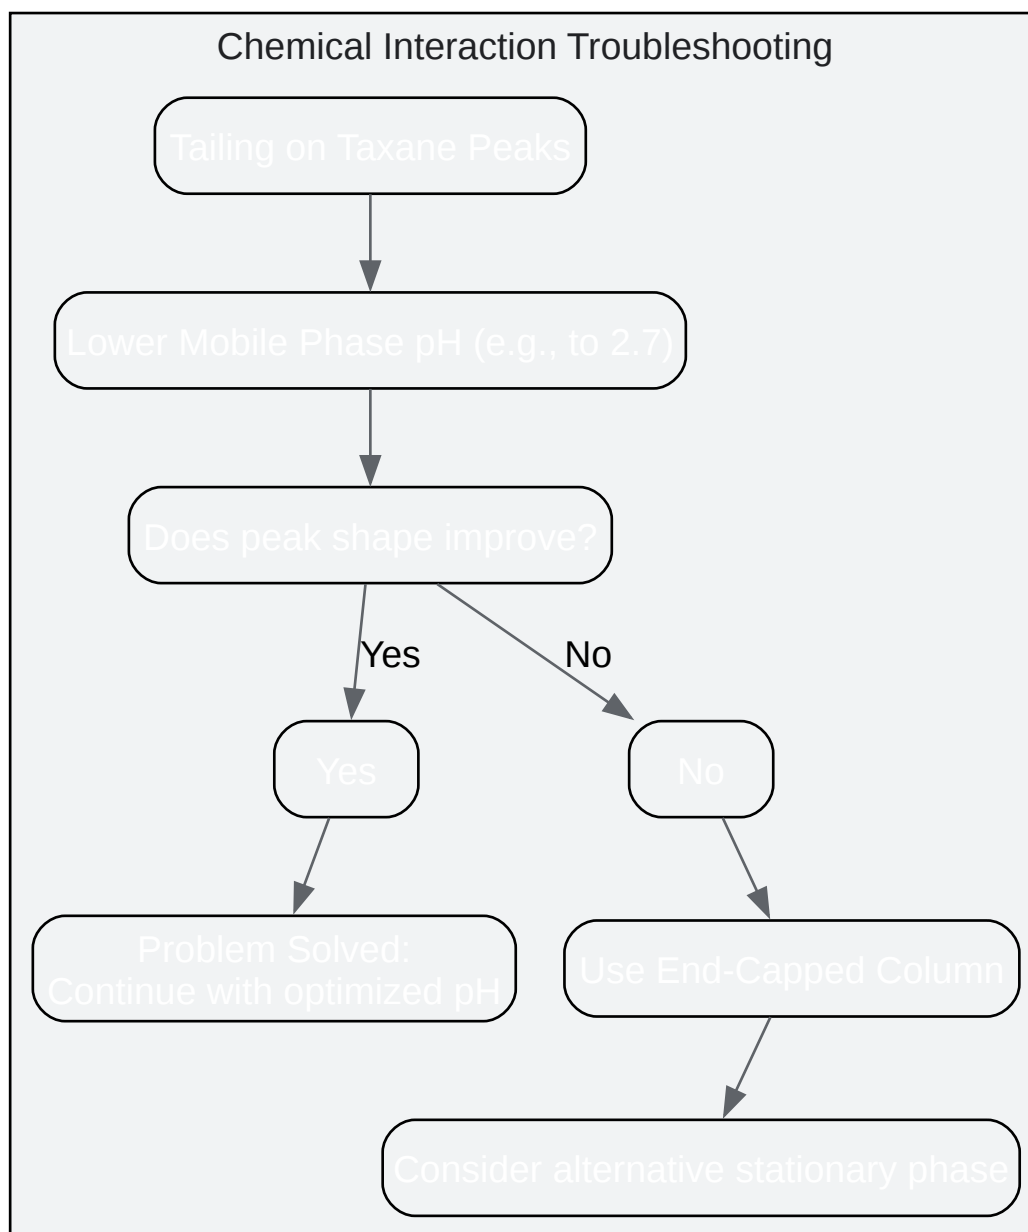 Chemical Interaction Troubleshooting
Tailing on Taxane Peaks
Lower Mobile Phase pH (e.g., to 2.7)
Does peak shape improve?
Yes
No
Yes
No
Problem Solved:
Continue with optimized pH
Use End-Capped Column
Consider alternative stationary phase